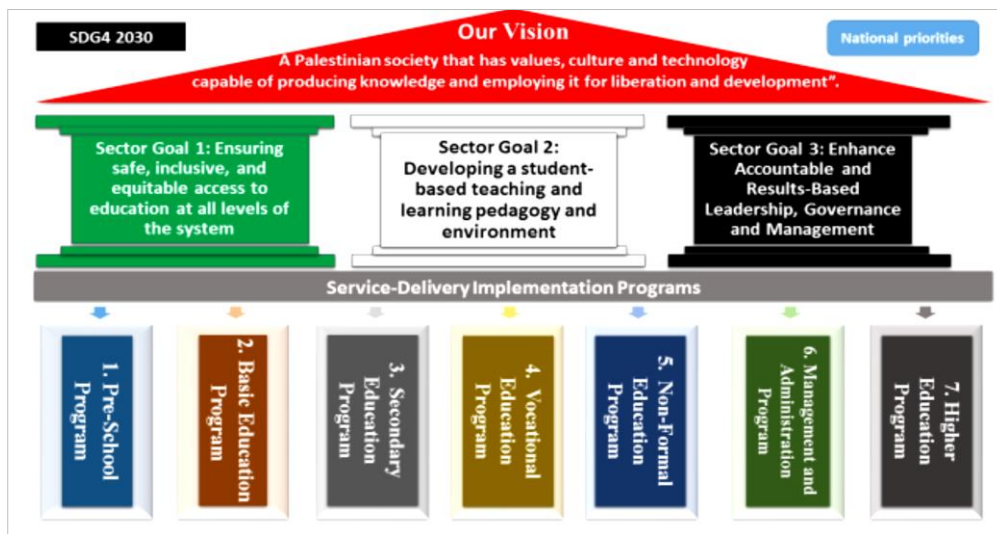 SDG4 2030
Our Vision
National priorities
A Palestinian society that has values, culture and technology
capable of producing knowledge and employing it for liberation and development”.
Sector Goal 1: Ensuring
safe, inclusive, and
equitable access to
education at all levels of
the system
Sector Goal 2:
Developing a student-
based teaching and
learning pedagogy and
environment
Sector Goal 3: Enhance
Accountable and
Results-Based
Leadership, Governance
and Management
Service-Delivery Implementation Programs
1. Pre-School
Program
2. Basic Education
Program
3. Secondary
Education
Program
4. Vocational
Education
Program
5. Non-Formal
Education
Program
6. Management and
Administration
Program
7. Higher
Education
Program